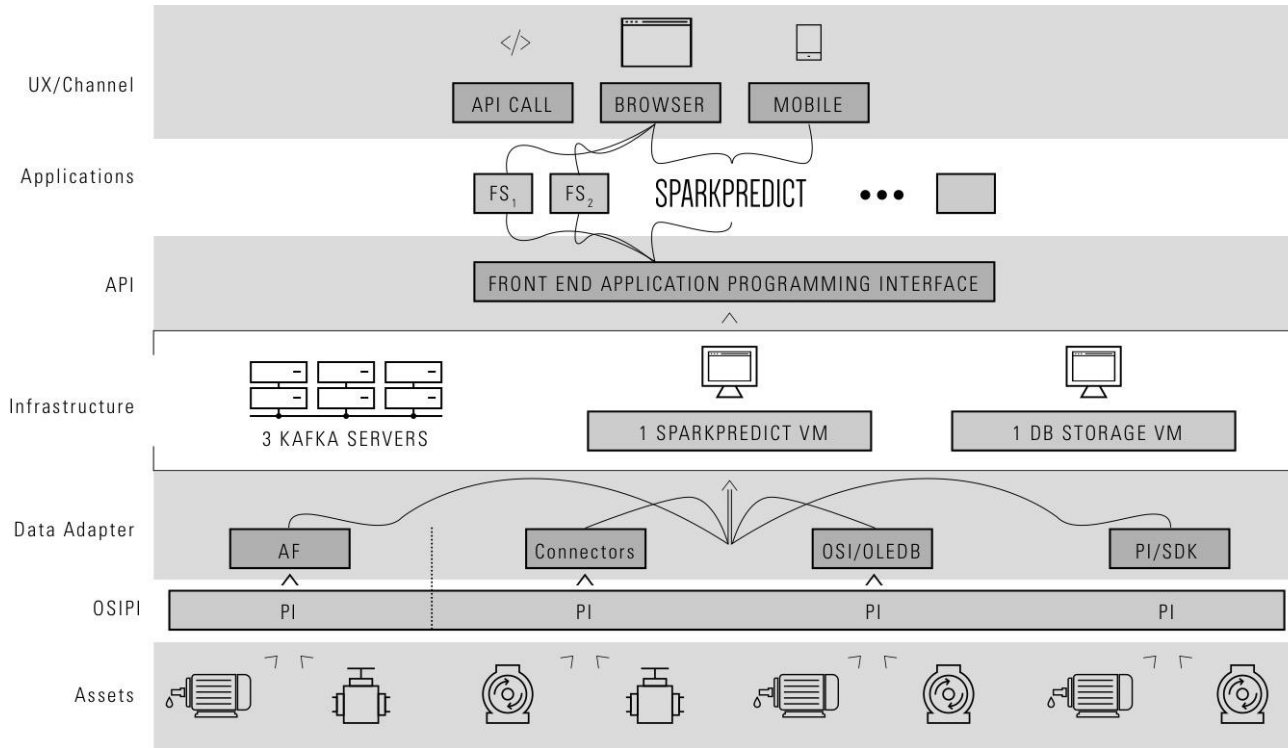 UX/Channel
API CALL
BROWSER
MOBILE
Applications
FS₁
FS₂
SPARKPREDICT
API
FRONT END APPLICATION PROGRAMMING INTERFACE
Infrastructure
3 KAFKA SERVERS
1 SPARKPREDICT VM
1 DB STORAGE VM
Data Adapter
AF
Connectors
OSI/OLEDB
PI/SDK
OSIPI
PI
PI
PI
PI
Assets